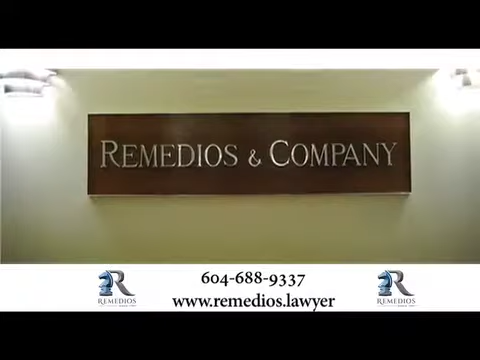 REMEDIOS & COMPANY
604-688-9337
www.remedios.lawyer
R
REMEDIOS
R
REMEDIOS